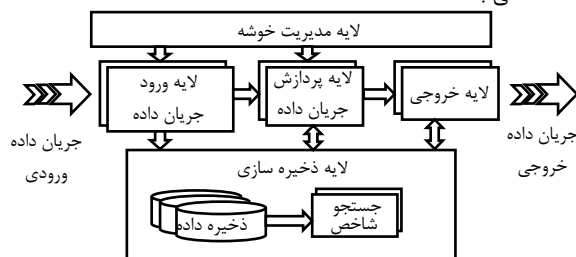 لایه مدیریت خوشه
لایه ورود
جریان داده
لایه پردازش
جریان داده
لایه خروجی
جریان داده
ورودی
جریان داده
خروجی
لایه ذخیره سازی
ذخیره داده
جستجو
شاخص